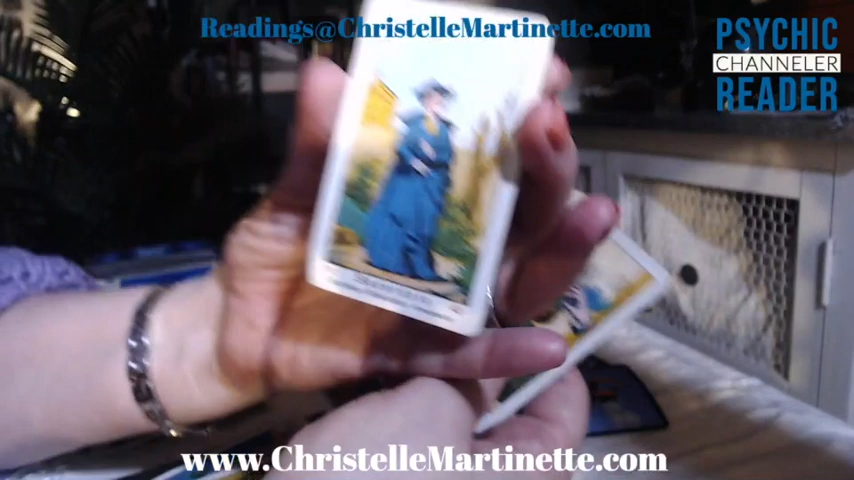 Readings@ChristelleMartinette.com
PSYCHIC
CHANNELER
READER
www.ChristelleMartinette.com